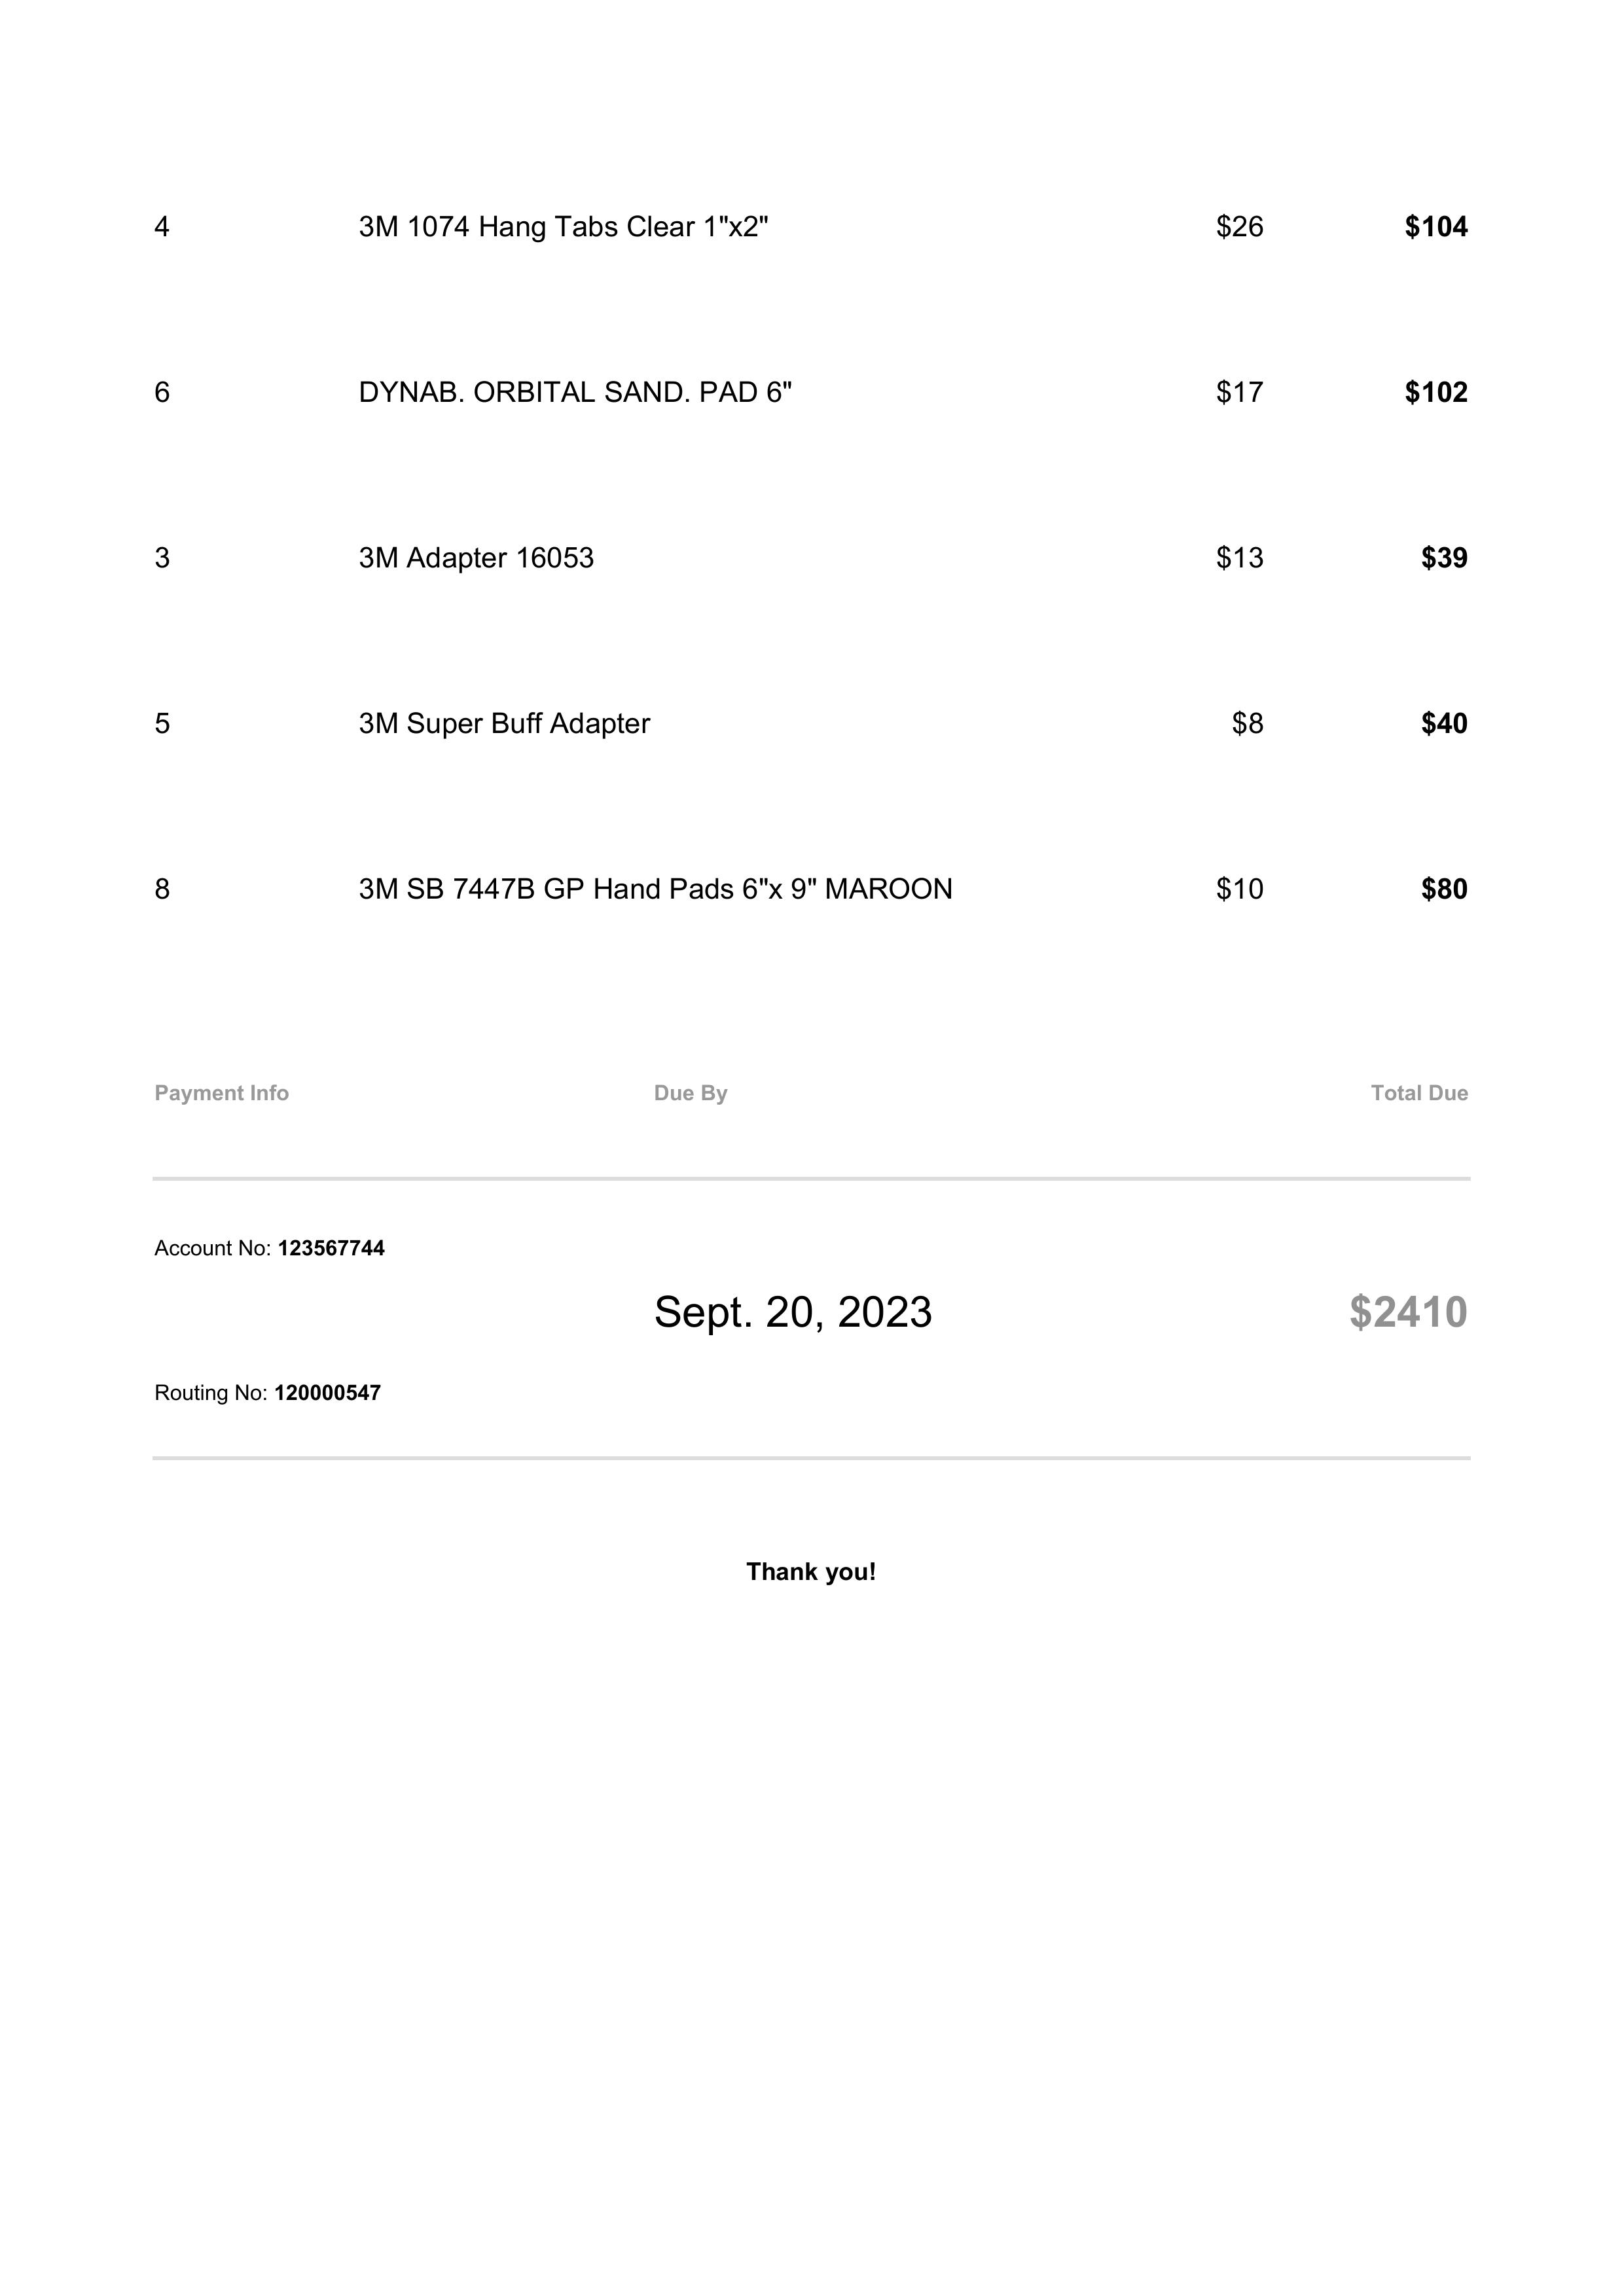 4 3M 1074 Hang Tabs Clear 1"x2" $26 $104
6 DYNAB. ORBITAL SAND. PAD 6" $17 $102
3 3M Adapter 16053 $13 $39
5 3M Super Buff Adapter $8 $40
8 3M SB 7447B GP Hand Pads 6"x 9" MAROON $10 $80
Payment Info Due By Total Due
Account No: 123567744
Sept. 20, 2023 $2410
Routing No: 120000547
Thank you!